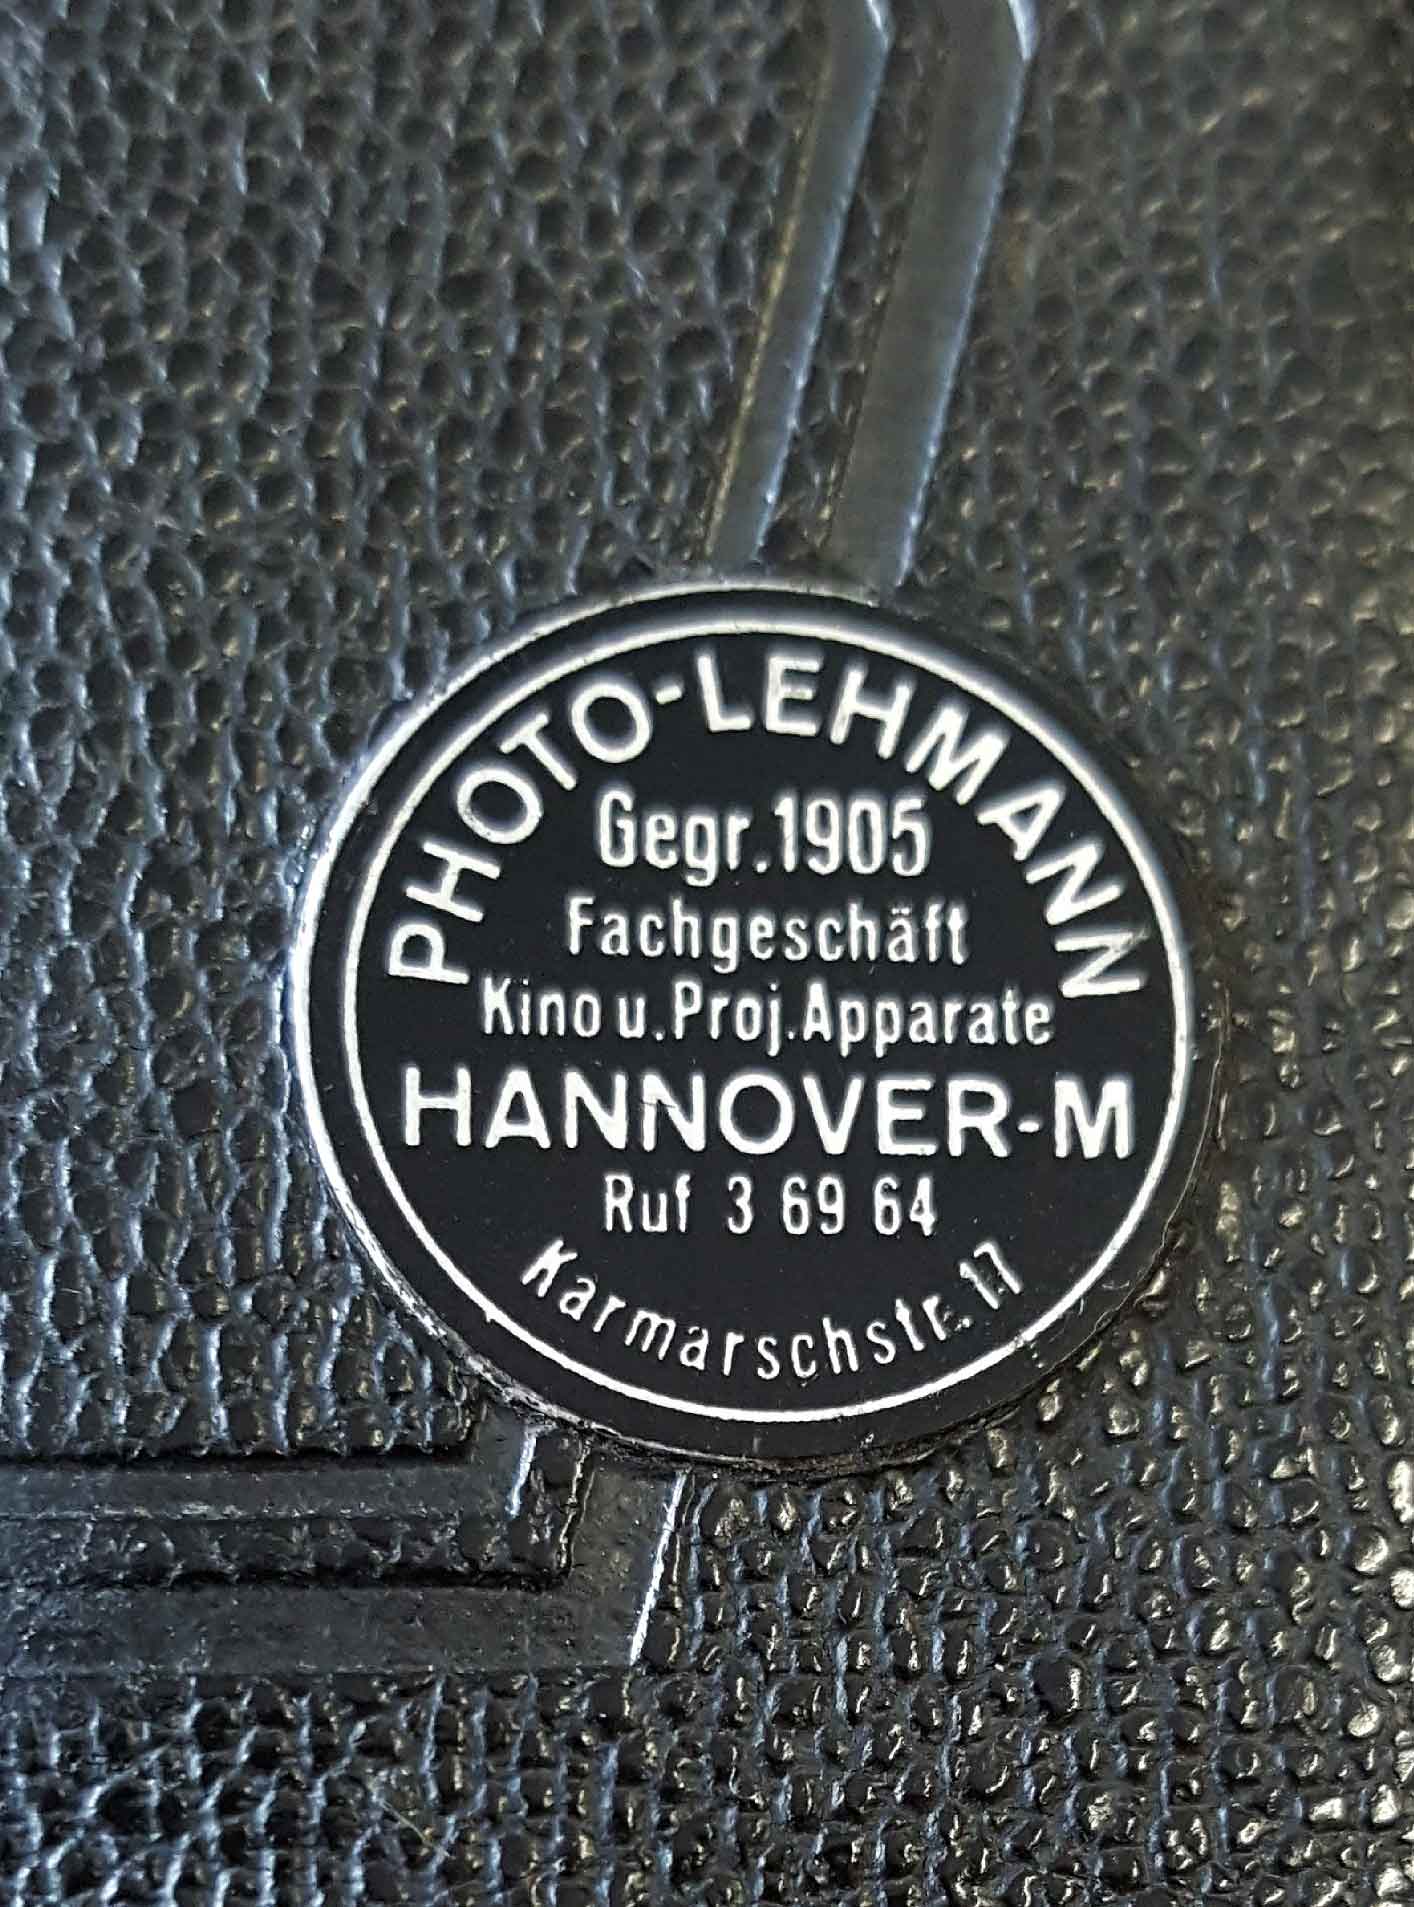 PHOTO-LEHMANN
Gegr. 1905
Fachgeschäft
Kino u. Proj. Apparate
HANNOVER-M
Ruf 3 69 64
Karmarschstr. 17